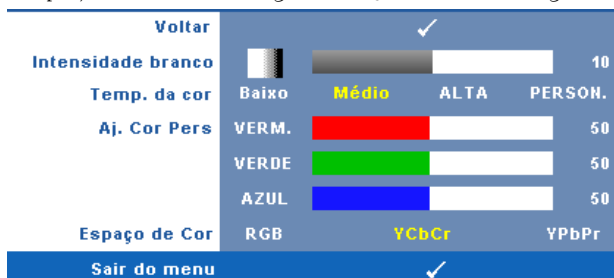 Voltar
Intensidade branco 10
Temp. da cor Baixo Médio ALTA PERSON.
Aj. Cor Pers VERM. 50
VERDE 50
AZUL 50
Espaço de Cor RGB YCbCr YPbPr
Sair do menu